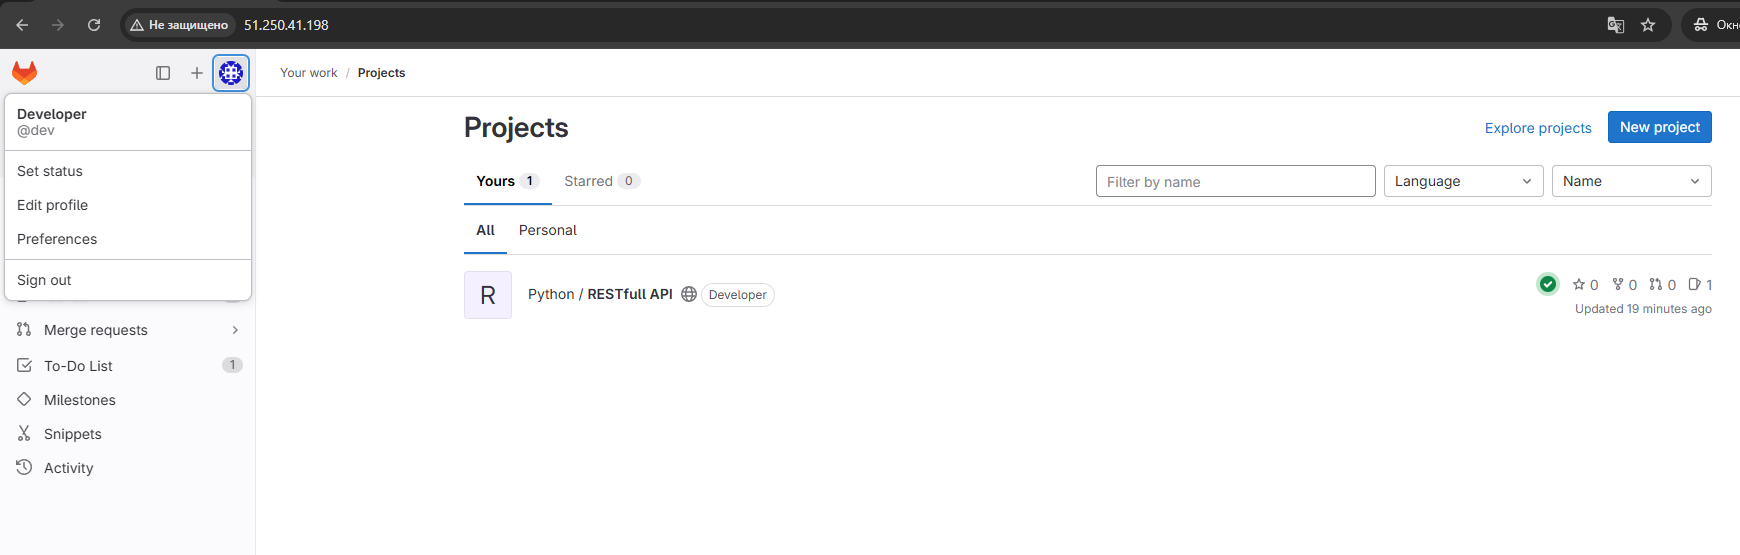 Не защищено 51.250.41.198
Your work / Projects
Developer
@dev
Set status
Edit profile
Preferences
Sign out
Merge requests
To-Do List 1
Milestones
Snippets
Activity
Projects
Explore projects New project
Yours 1 Starred 0
Filter by name Language Name
All Personal
R Python / RESTfull API Developer 0 0 0 1
Updated 19 minutes ago